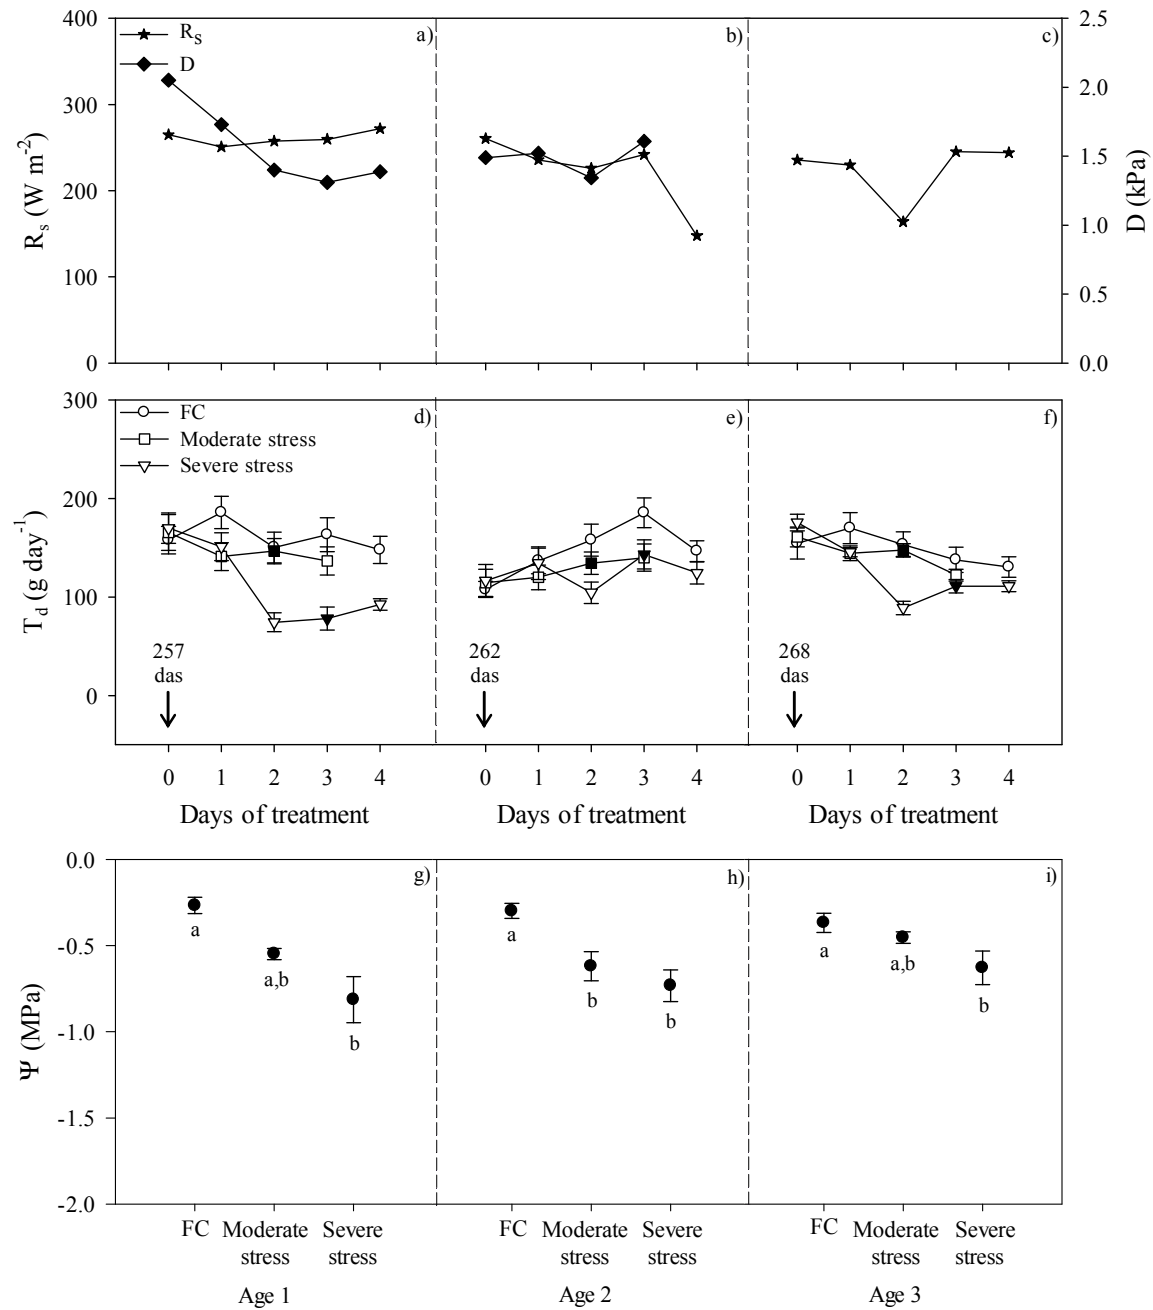 400
300
200
100
0
R_s (W m^-2)
R_s
D
a)
b)
c)
2.5
2.0
1.5
1.0
0.5
0.0
D (kPa)
300
200
100
0
T_d (g day^-1)
FC
Moderate stress
Severe stress
d)
e)
f)
257
das
262
das
268
das
0 1 2 3 4 0 1 2 3 4 0 1 2 3 4
Days of treatment Days of treatment Days of treatment
0.0
-0.5
-1.0
-1.5
-2.0
Ψ (MPa)
g)
h)
i)
a
a,b
b
a
b
b
a
a,b
b
FC Moderate Severe FC Moderate Severe FC Moderate Severe
stress stress stress stress stress stress
Age 1 Age 2 Age 3